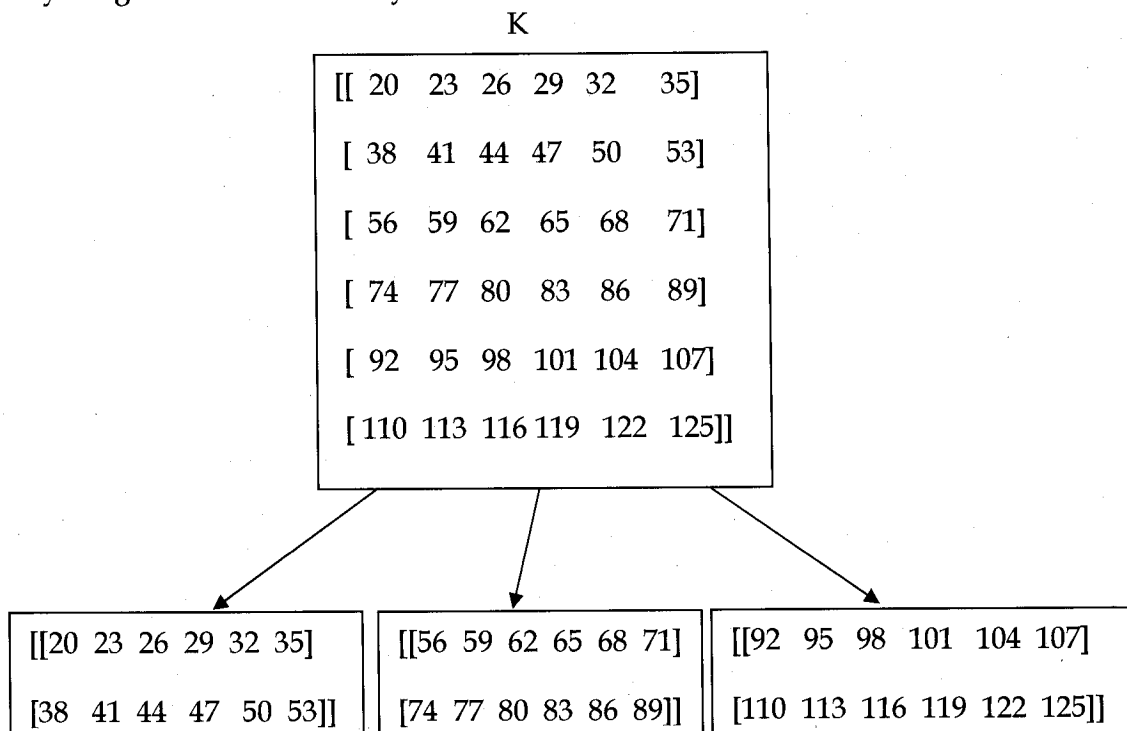 K
[[ 20 23 26 29 32 35]
[ 38 41 44 47 50 53]
[ 56 59 62 65 68 71]
[ 74 77 80 83 86 89]
[ 92 95 98 101 104 107]
[ 110 113 116 119 122 125]]
[[20 23 26 29 32 35]
[38 41 44 47 50 53]]
[[56 59 62 65 68 71]
[74 77 80 83 86 89]]
[[92 95 98 101 104 107]
[110 113 116 119 122 125]]